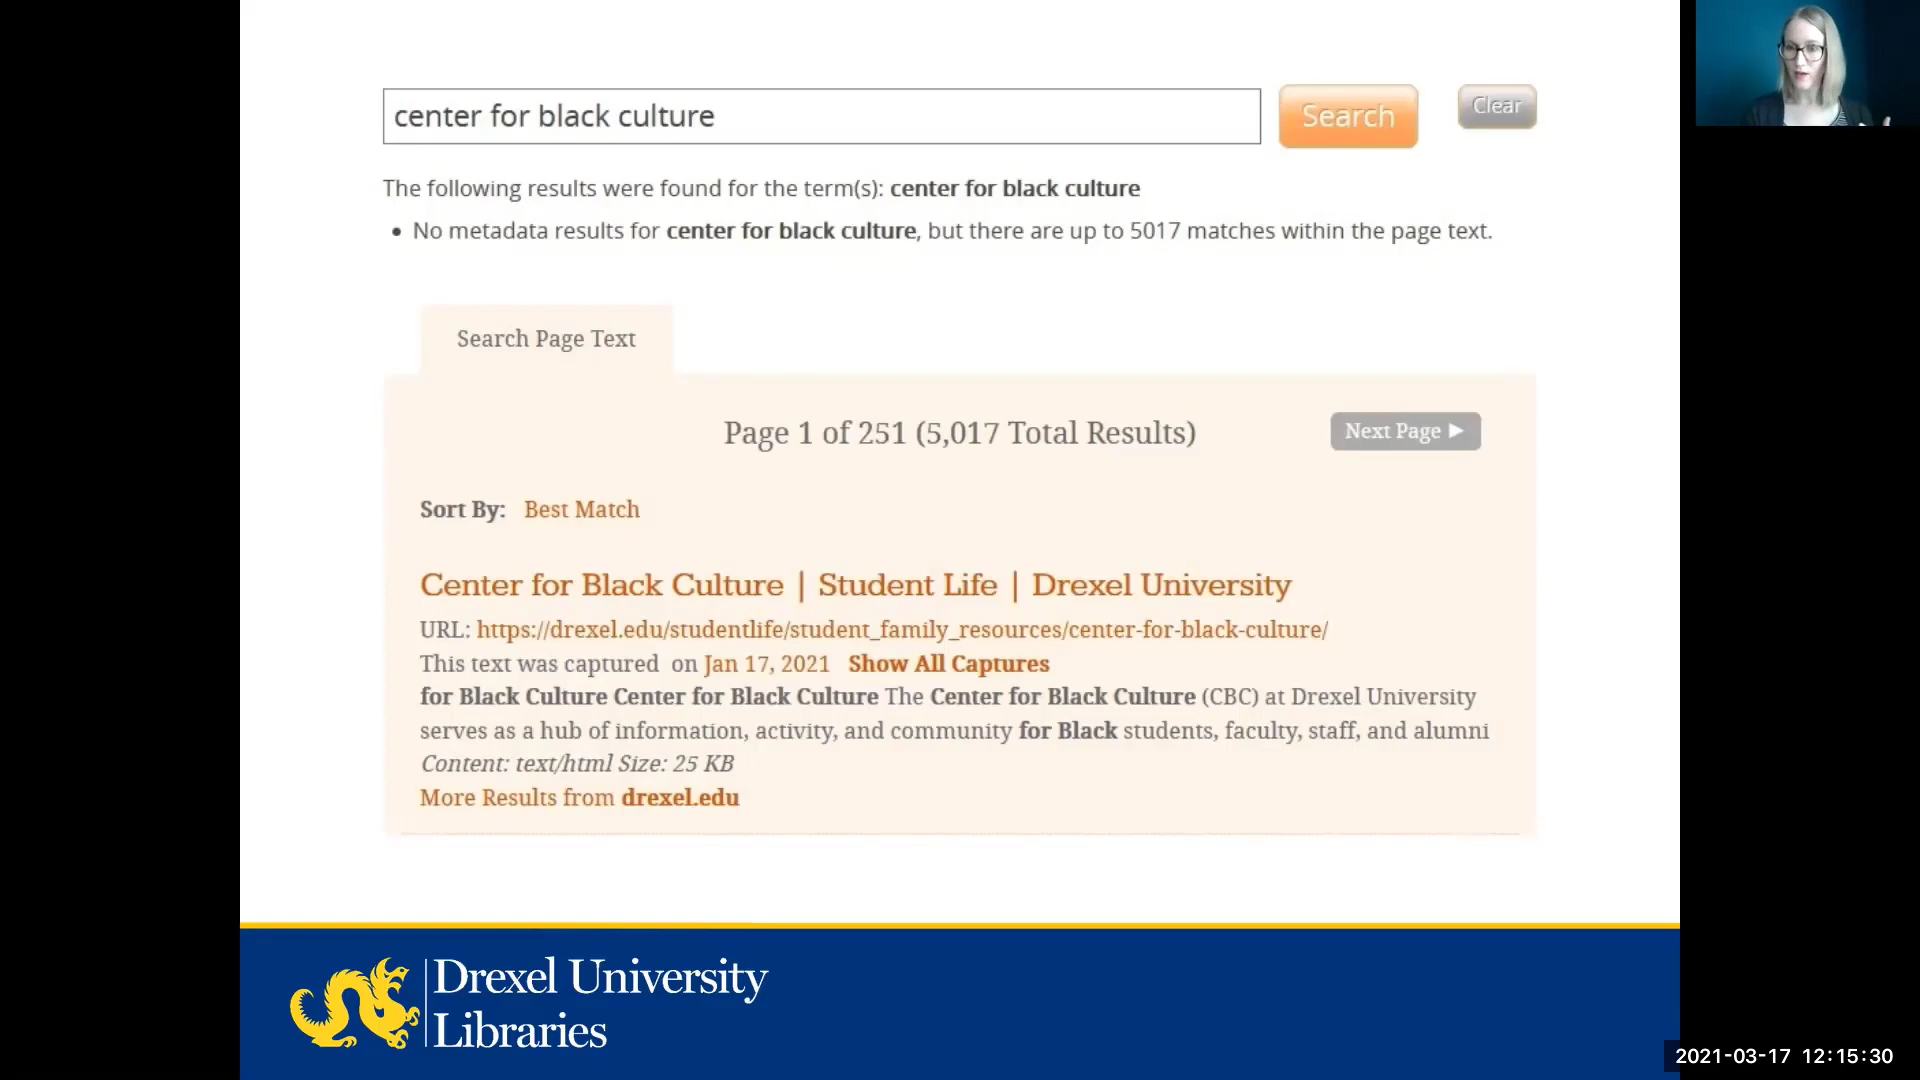 center for black culture
Search
Clear
The following results were found for the term(s): center for black culture
• No metadata results for center for black culture, but there are up to 5017 matches within the page text.
Search Page Text
Page 1 of 251 (5,017 Total Results)
Next Page ►
Sort By: Best Match
Center for Black Culture | Student Life | Drexel University
URL: https://drexel.edu/studentlife/student_family_resources/center-for-black-culture/
This text was captured on Jan 17, 2021 Show All Captures
for Black Culture Center for Black Culture The Center for Black Culture (CBC) at Drexel University
serves as a hub of information, activity, and community for Black students, faculty, staff, and alumni
Content: text/html Size: 25 KB
More Results from drexel.edu
Drexel University
Libraries
2021-03-17 12:15:30